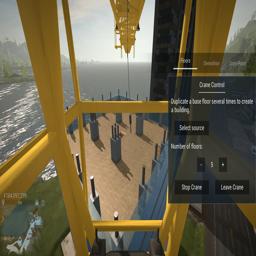 Floors
Demolition
Crane Control
Duplicate a base floor several times to create
a building.
Select source
Number of floors:
- 5 +
Stop Crane
Leave Crane